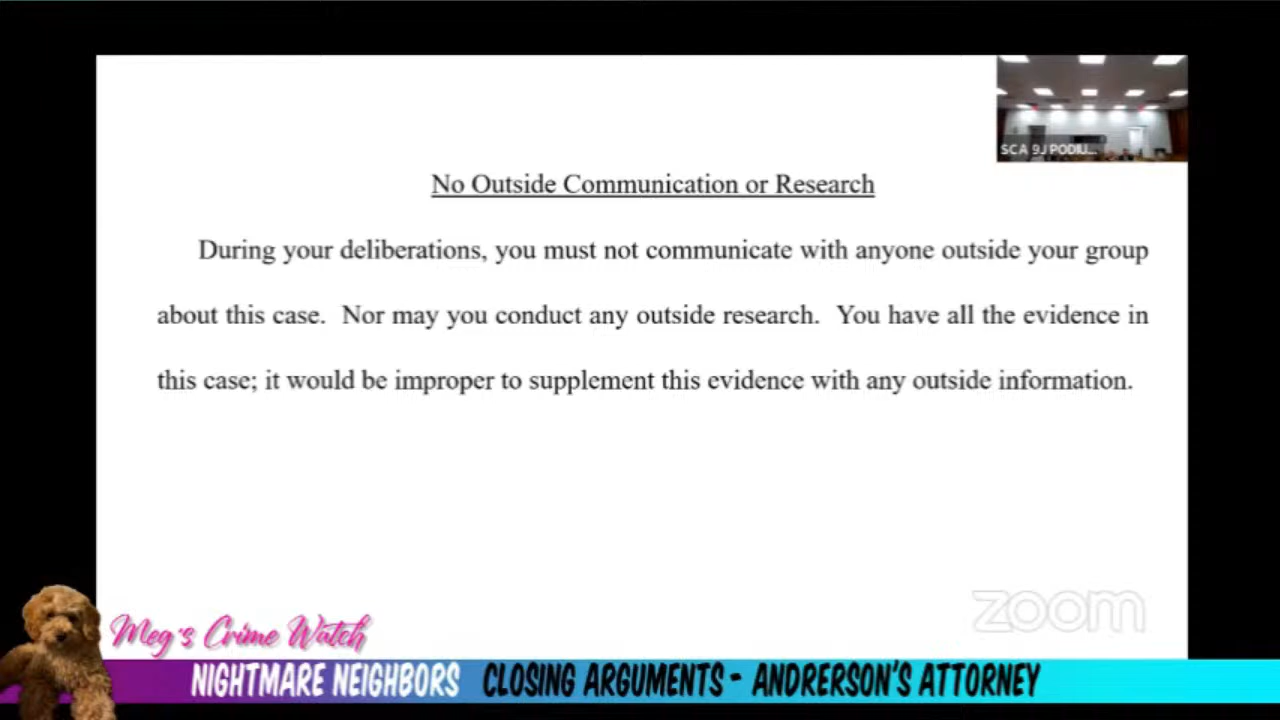 SCA 9J PODIU...
No Outside Communication or Research
During your deliberations, you must not communicate with anyone outside your group
about this case. Nor may you conduct any outside research. You have all the evidence in
this case; it would be improper to supplement this evidence with any outside information.
zoom
Meg's Crime Watch
NIGHTMARE NEIGHBORS CLOSING ARGUMENTS - ANDRERSON'S ATTORNEY